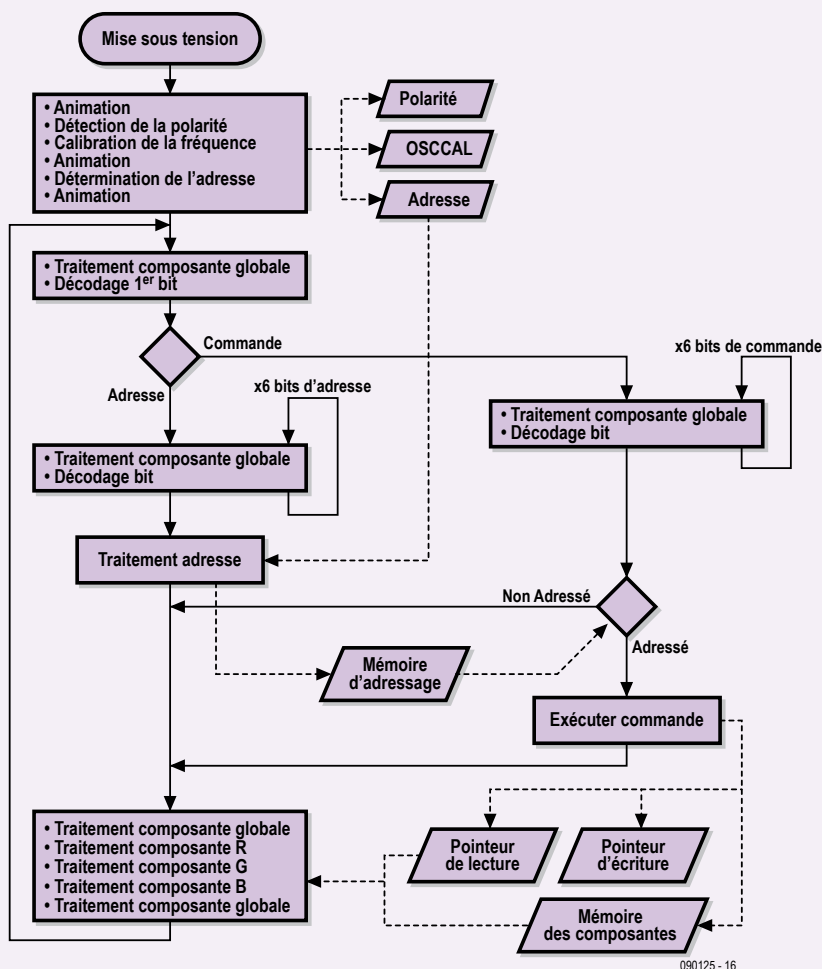 Mise sous tension
• Animation
• Détection de la polarité
• Calibration de la fréquence
• Animation
• Détermination de l'adresse
• Animation
Polarité
OSCCAL
Adresse
• Traitement composante globale
• Décodage 1er bit
Commande
Adresse
x6 bits d'adresse
x6 bits de commande
• Traitement composante globale
• Décodage bit
• Traitement composante globale
• Décodage bit
Traitement adresse
Non Adressé
Adressé
Mémoire
d'adressage
Exécuter commande
• Traitement composante globale
• Traitement composante R
• Traitement composante G
• Traitement composante B
• Traitement composante globale
Pointeur
de lecture
Pointeur
d'écriture
Mémoire
des composantes
090125 - 16